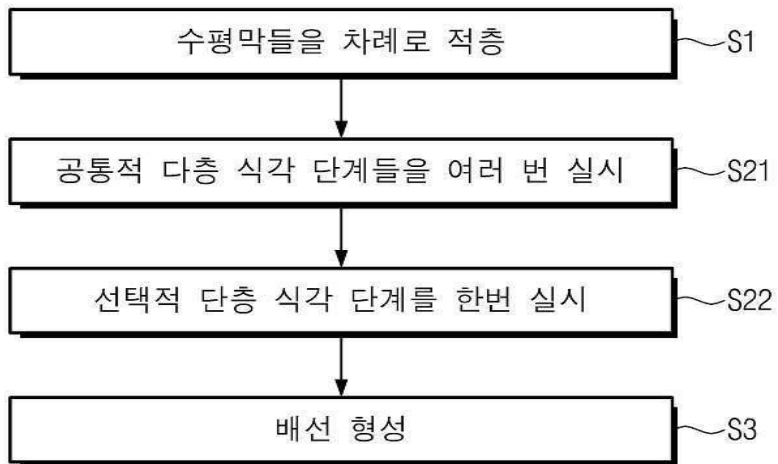 수평막들을 차례로 적층 S1
공통적 다층 식각 단계들을 여러 번 실시 S21
선택적 단층 식각 단계를 한번 실시 S22
배선 형성 S3